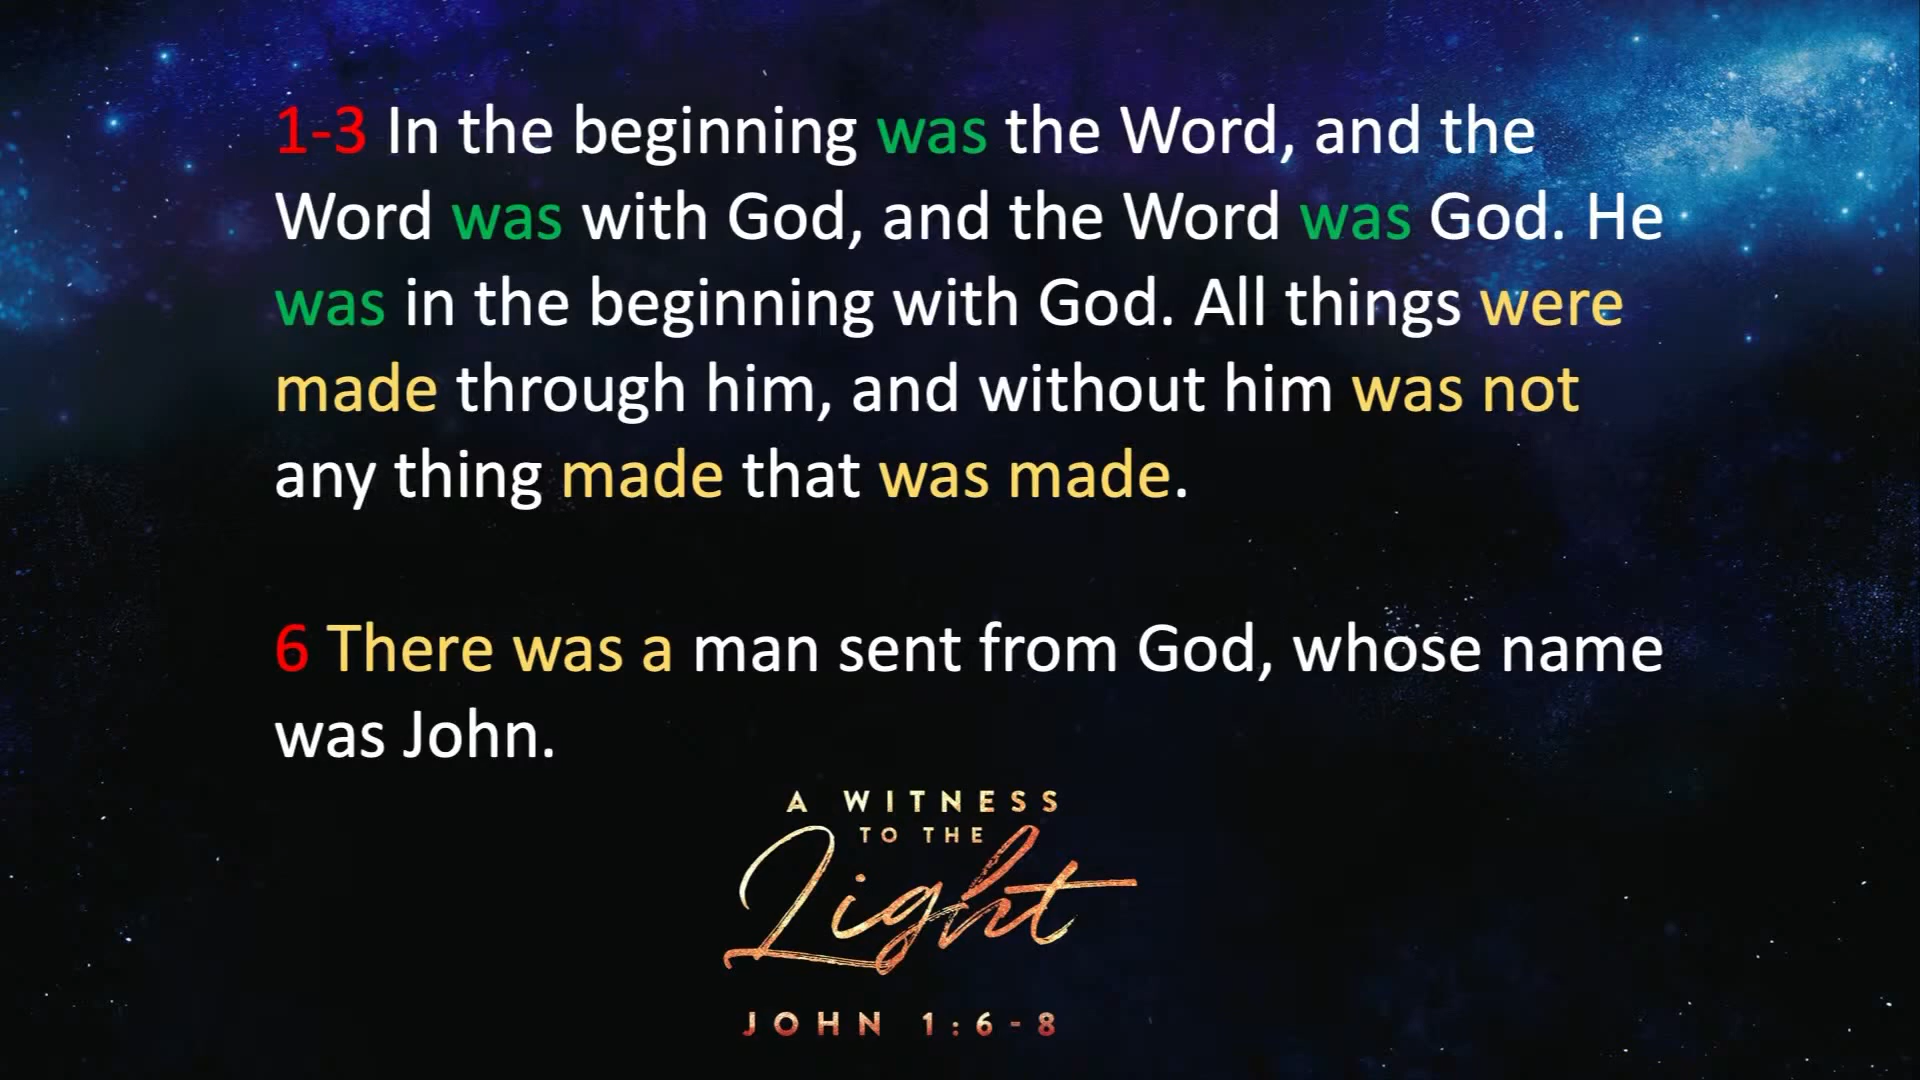 1-3 In the beginning was the Word, and the
Word was with God, and the Word was God. He
was in the beginning with God. All things were
made through him, and without him was not
any thing made that was made.
6 There was a man sent from God, whose name
was John.
A WITNESS
TO THE
Light
JOHN 1:6-8